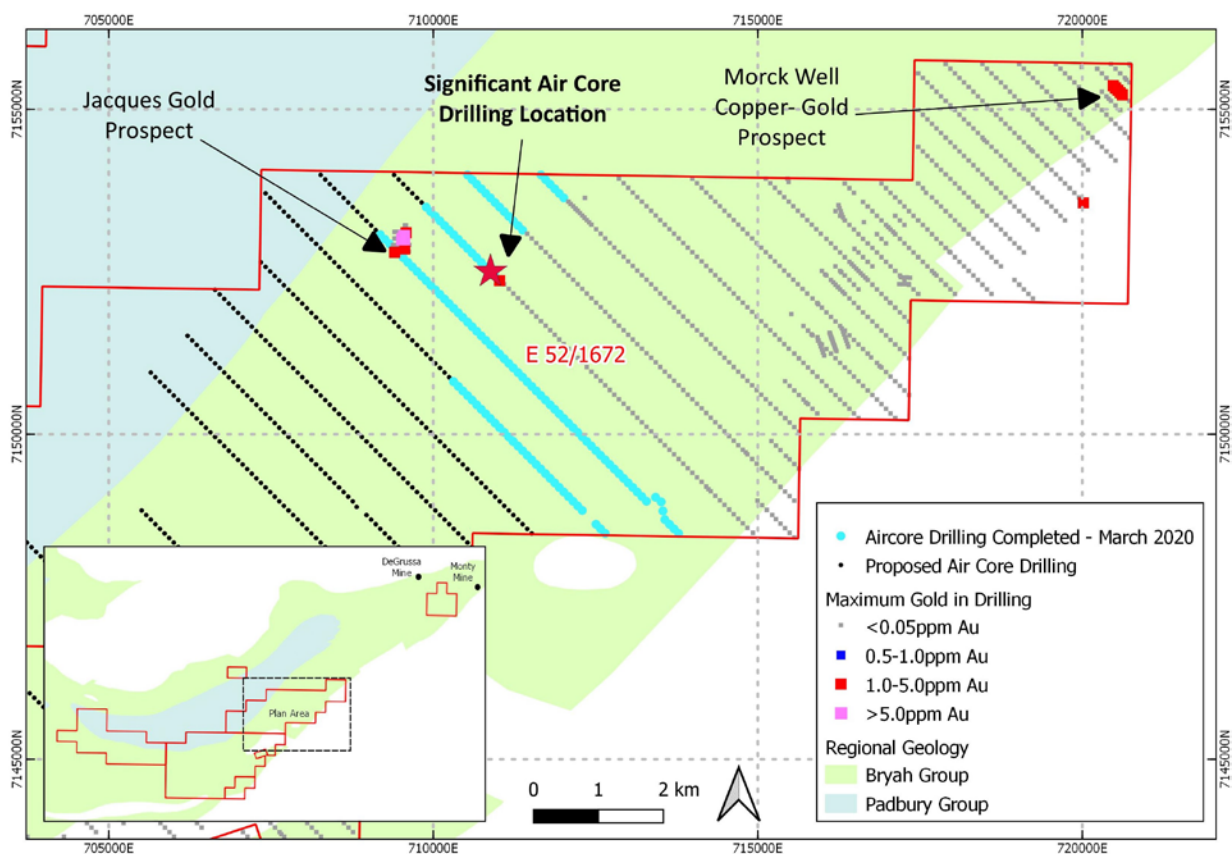 705000E
710000E
715000E
720000E
Jacques Gold
Prospect
Significant Air Core
Drilling Location
Morck Well
Copper- Gold
Prospect
7155000N
7155000N
E 52/1672
7150000N
7150000N
Aircore Drilling Completed - March 2020
Proposed Air Core Drilling
Maximum Gold in Drilling
<0.05ppm Au
0.5-1.0ppm Au
1.0-5.0ppm Au
>5.0ppm Au
Regional Geology
Bryah Group
Padbury Group
DeGrussa
Mine
Monty
Mine
Plan Area
0 1 2 km
7145000N
7145000N
705000E
710000E
715000E
720000E